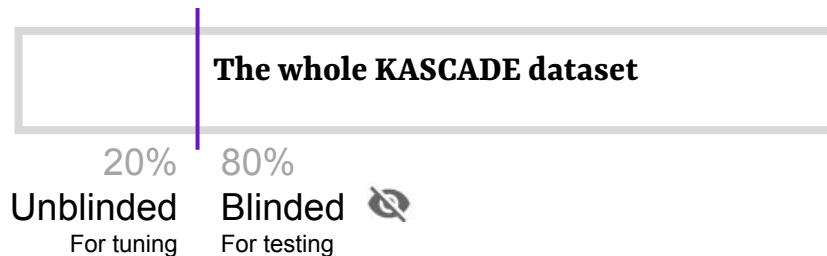 The whole KASCADE dataset
20% 80%
Unblinded Blinded
For tuning For testing